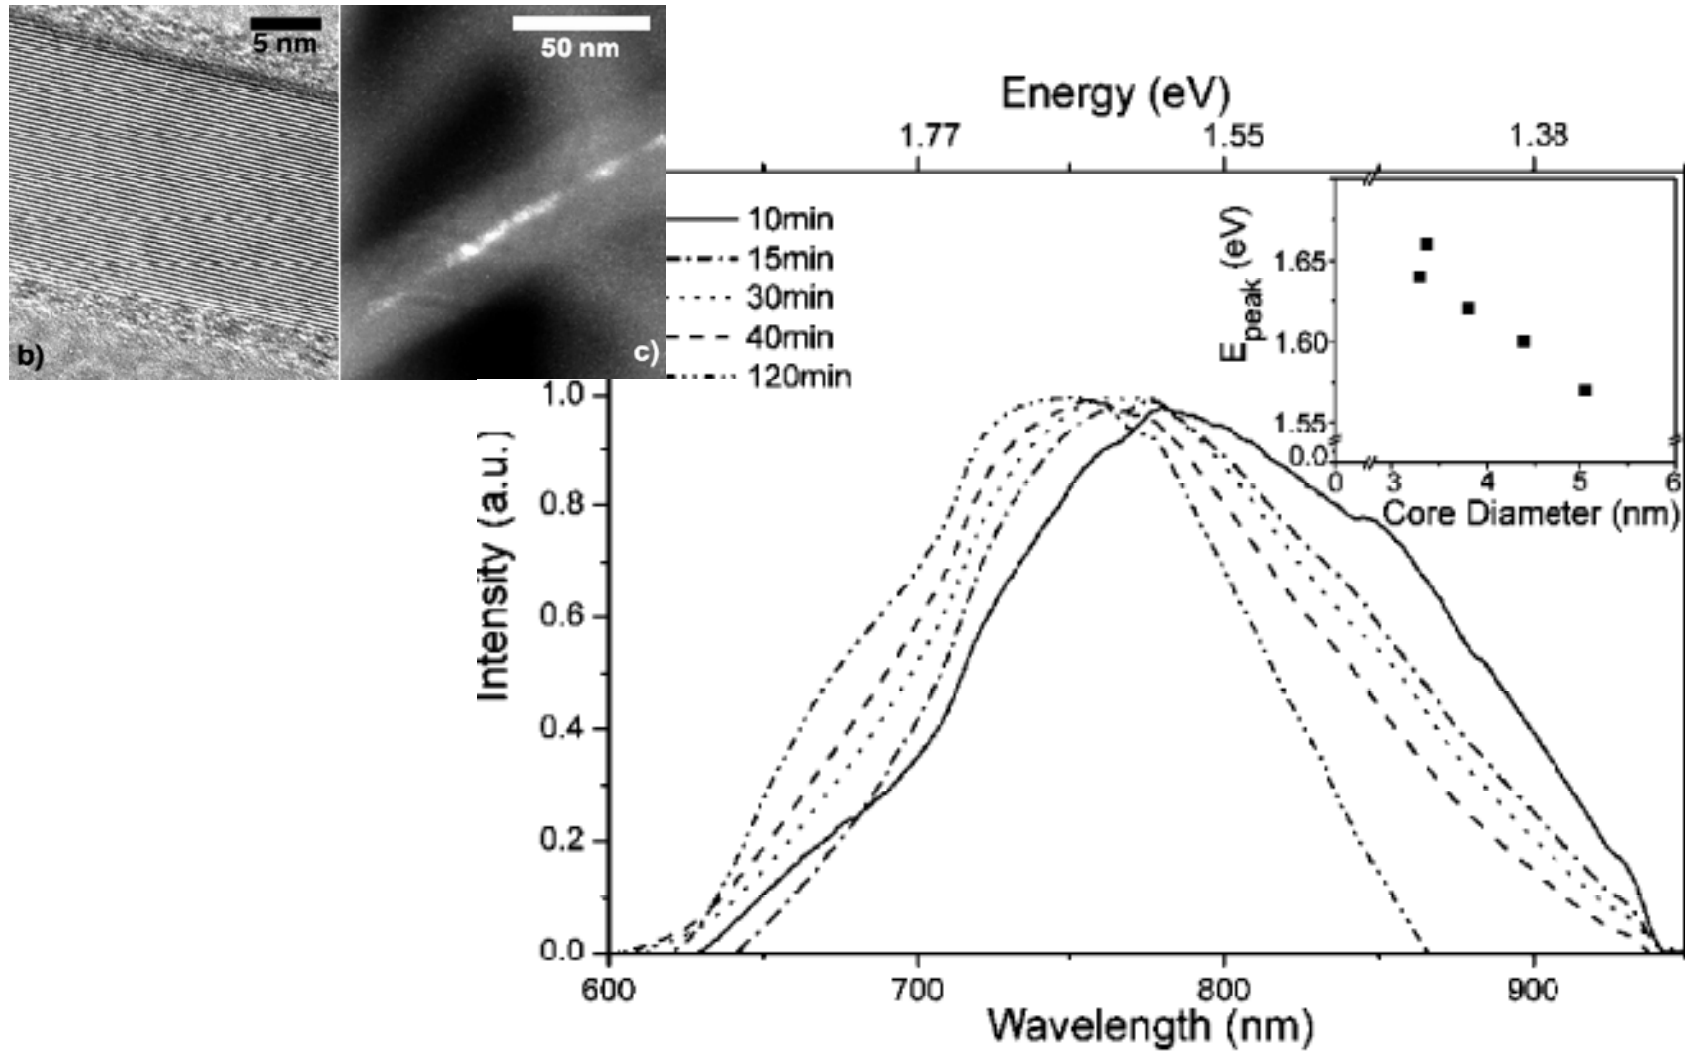 5 nm
b)
50 nm
c)
Energy (eV)
1.77
1.55
1.38
10min
15min
30min
40min
120min
E peak (eV)
1.65
1.60
1.55
0.0
0
3
4
5
6
Core Diameter (nm)
Intensity (a.u.)
1.0
0.8
0.6
0.4
0.2
0.0
600
700
800
900
Wavelength (nm)